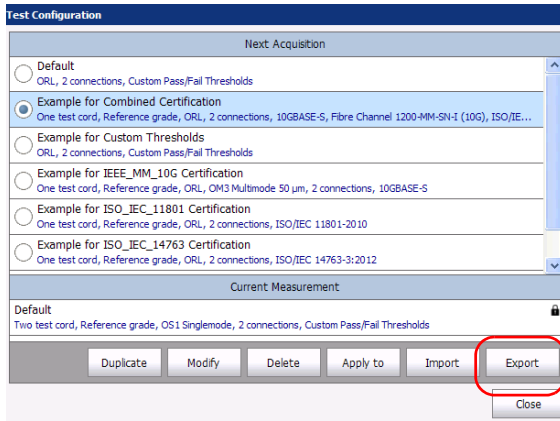 Test Configuration
Next Acquisition
Default
ORL, 2 connections, Custom Pass/Fail Thresholds
Example for Combined Certification
One test cord, Reference grade, ORL, 2 connections, 10GBASE-S, Fibre Channel 1200-MM-SN-I (10G), ISO/IE...
Example for Custom Thresholds
ORL, 2 connections, Custom Pass/Fail Thresholds
Example for IEEE_MM_10G Certification
One test cord, Reference grade, ORL, OM3 Multimode 50 µm, 2 connections, 10GBASE-S
Example for ISO_IEC_11801 Certification
One test cord, Reference grade, ORL, 2 connections, ISO/IEC 11801-2010
Example for ISO_IEC_14763 Certification
One test cord, Reference grade, ORL, 2 connections, ISO/IEC 14763-3:2012
Current Measurement
Default
Two test cord, Reference grade, OS1 Singlemode, 2 connections, Custom Pass/Fail Thresholds
Duplicate Modify Delete Apply to Import Export
Close